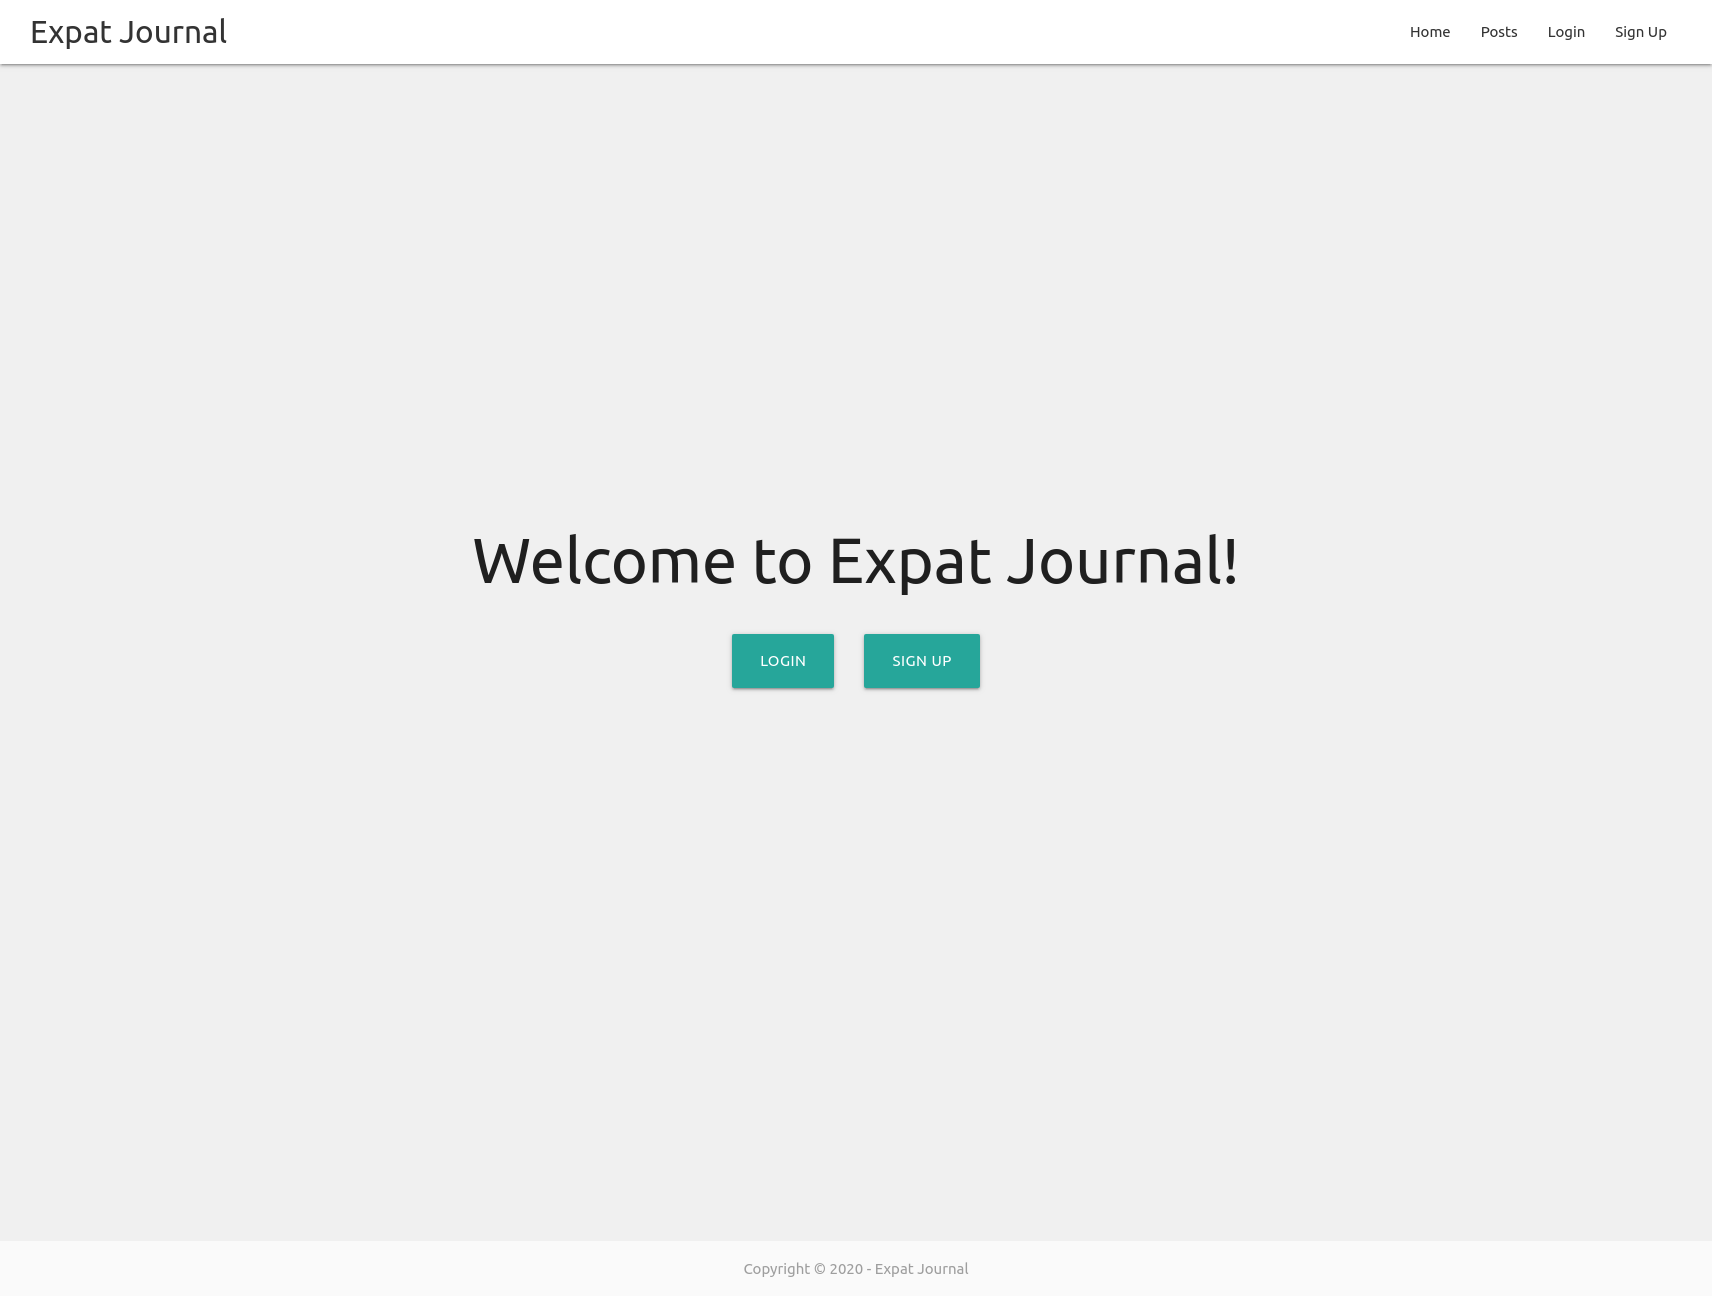 Expat Journal
Home Posts Login Sign Up
Welcome to Expat Journal!
LOGIN SIGN UP
Copyright © 2020 - Expat Journal